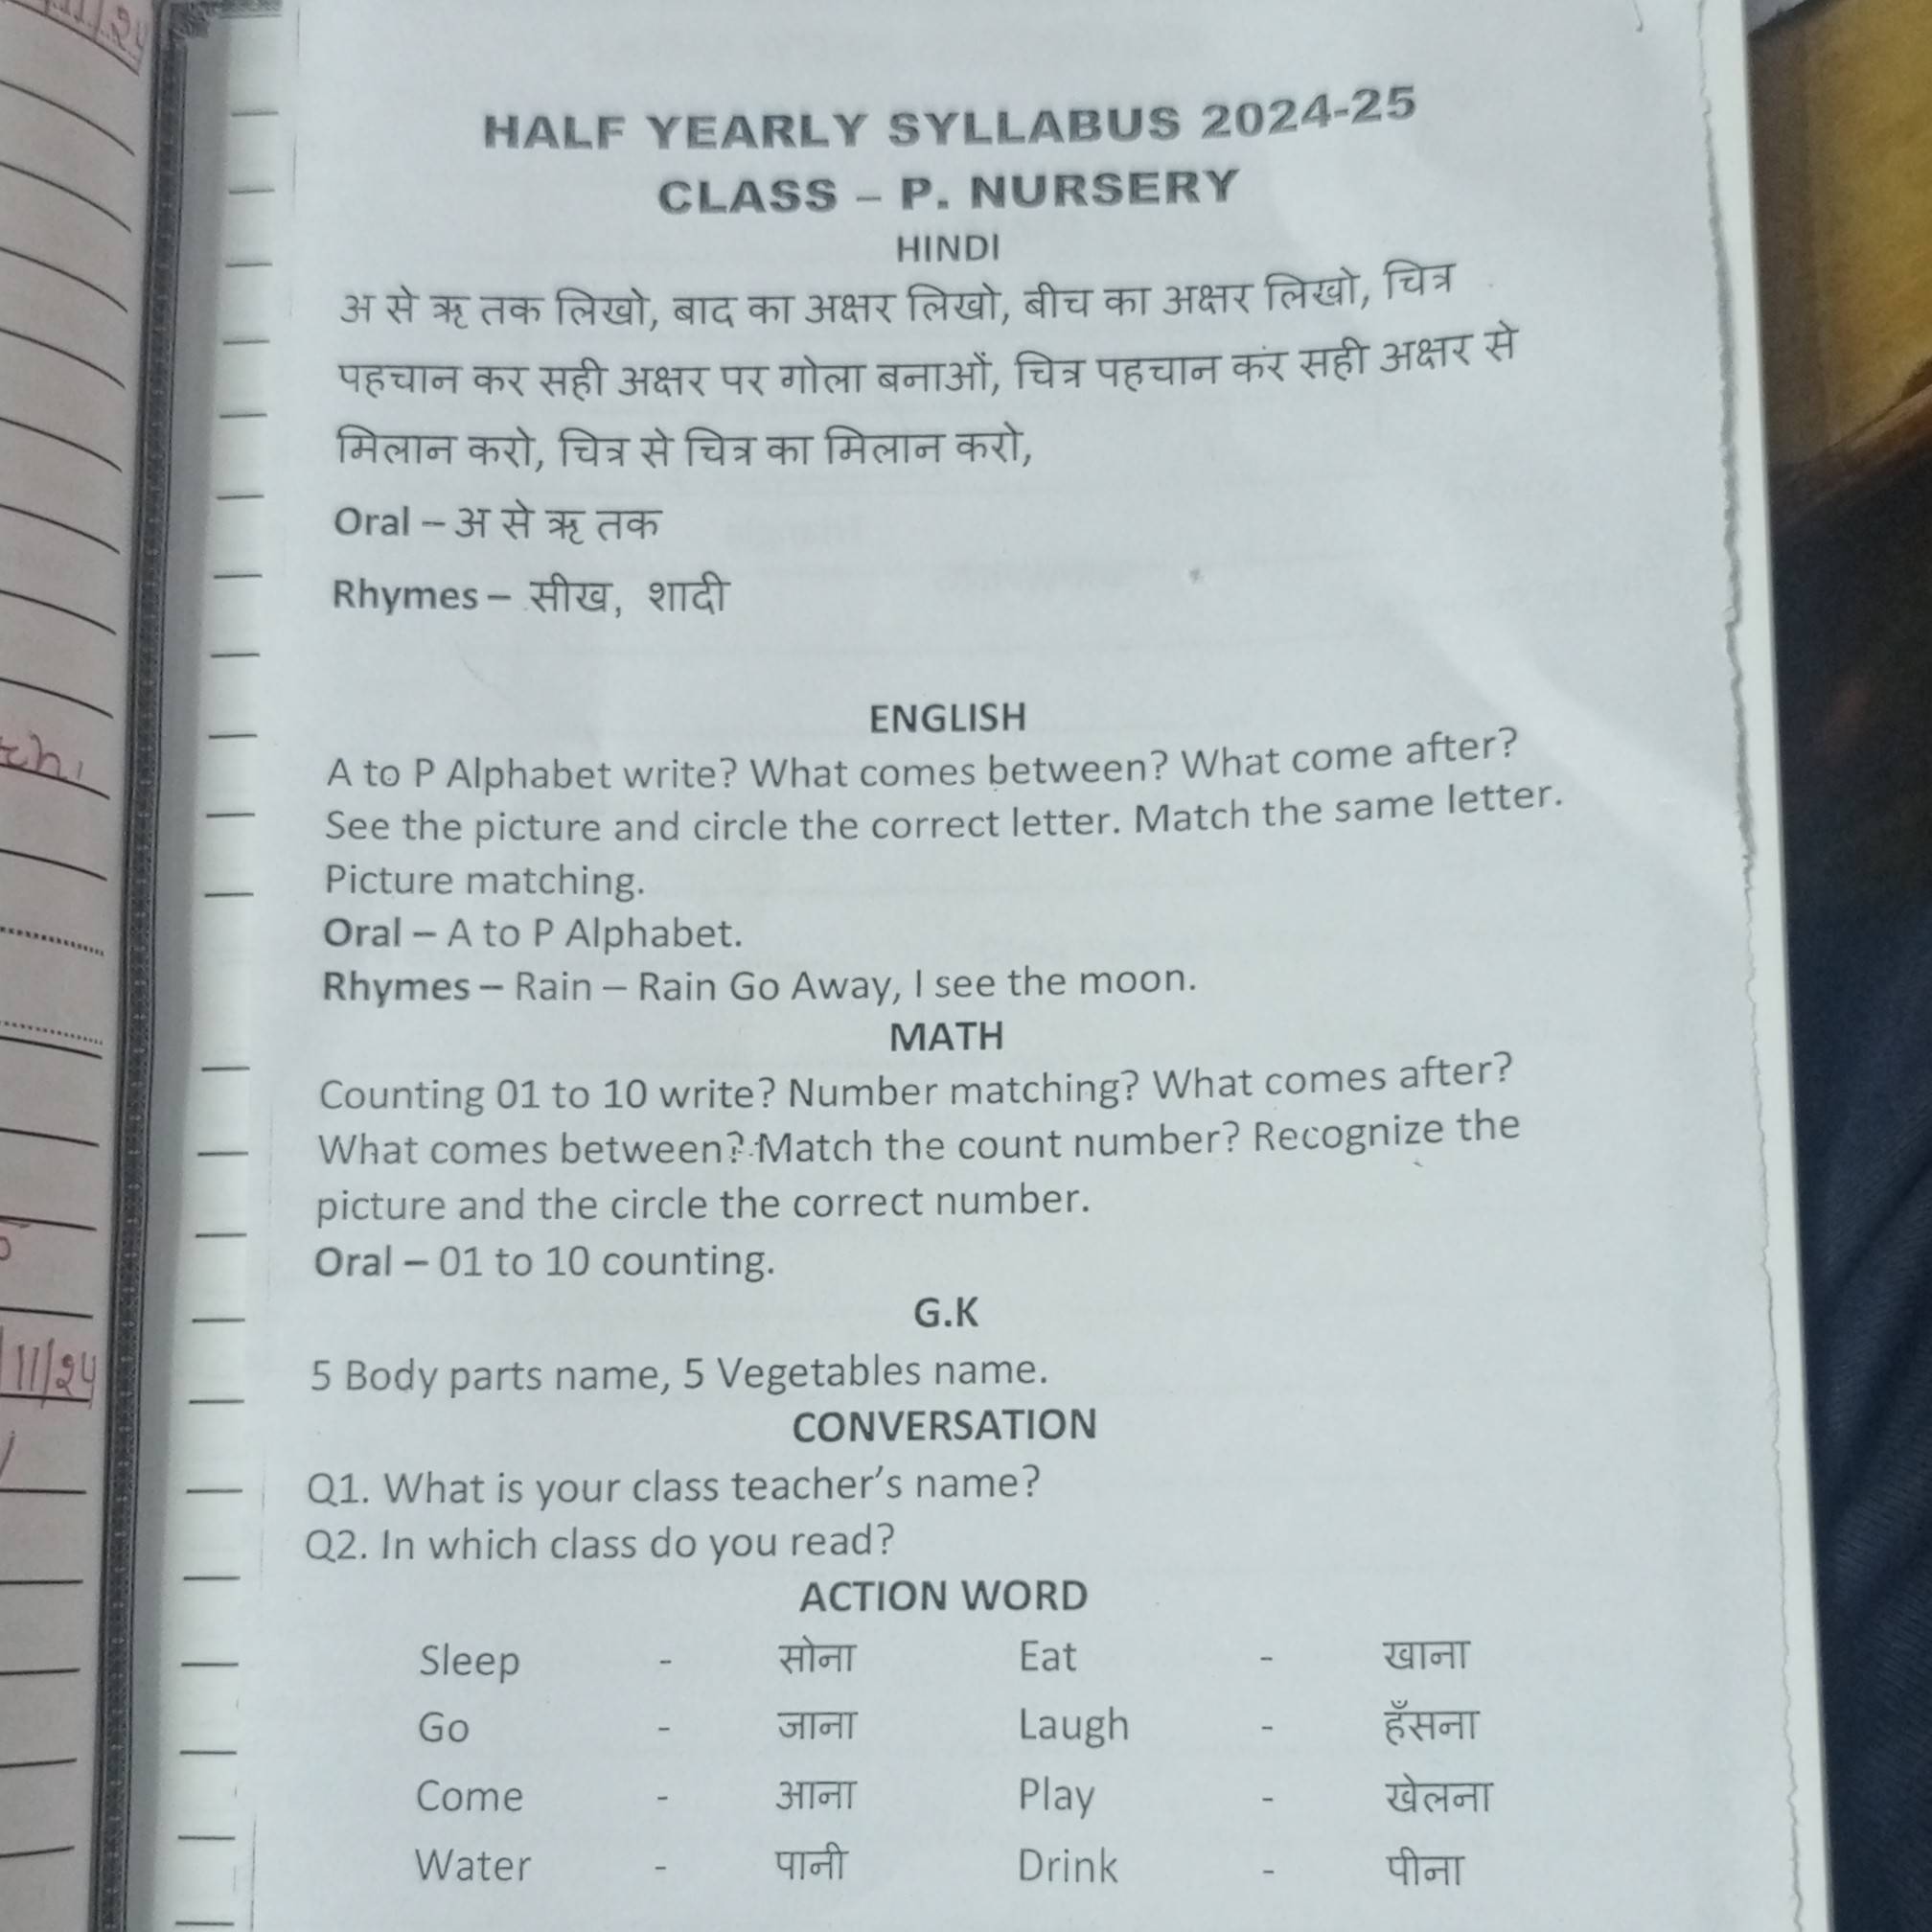 HALF YEARLY SYLLABUS 2024-25
CLASS – P. NURSERY
HINDI
अ से ऋ तक लिखो, बाद का अक्षर लिखो, बीच का अक्षर लिखो, चित्र
पहचान कर सही अक्षर पर गोला बनाओं, चित्र पहचान कर सही अक्षर से
मिलान करो, चित्र से चित्र का मिलान करो,
Oral – अ से ऋ तक
Rhymes – सीख, शादी
ENGLISH
A to P Alphabet write? What comes between? What come after?
See the picture and circle the correct letter. Match the same letter.
Picture matching.
Oral – A to P Alphabet.
Rhymes – Rain – Rain Go Away, I see the moon.
MATH
Counting 01 to 10 write? Number matching? What comes after?
What comes between? Match the count number? Recognize the
picture and the circle the correct number.
Oral – 01 to 10 counting.
G.K
5 Body parts name, 5 Vegetables name.
CONVERSATION
Q1. What is your class teacher's name?
Q2. In which class do you read?
ACTION WORD
Sleep - सोना Eat - खाना
Go - जाना Laugh - हँसना
Come - आना Play - खेलना
Water - पानी Drink - पीना
11/24